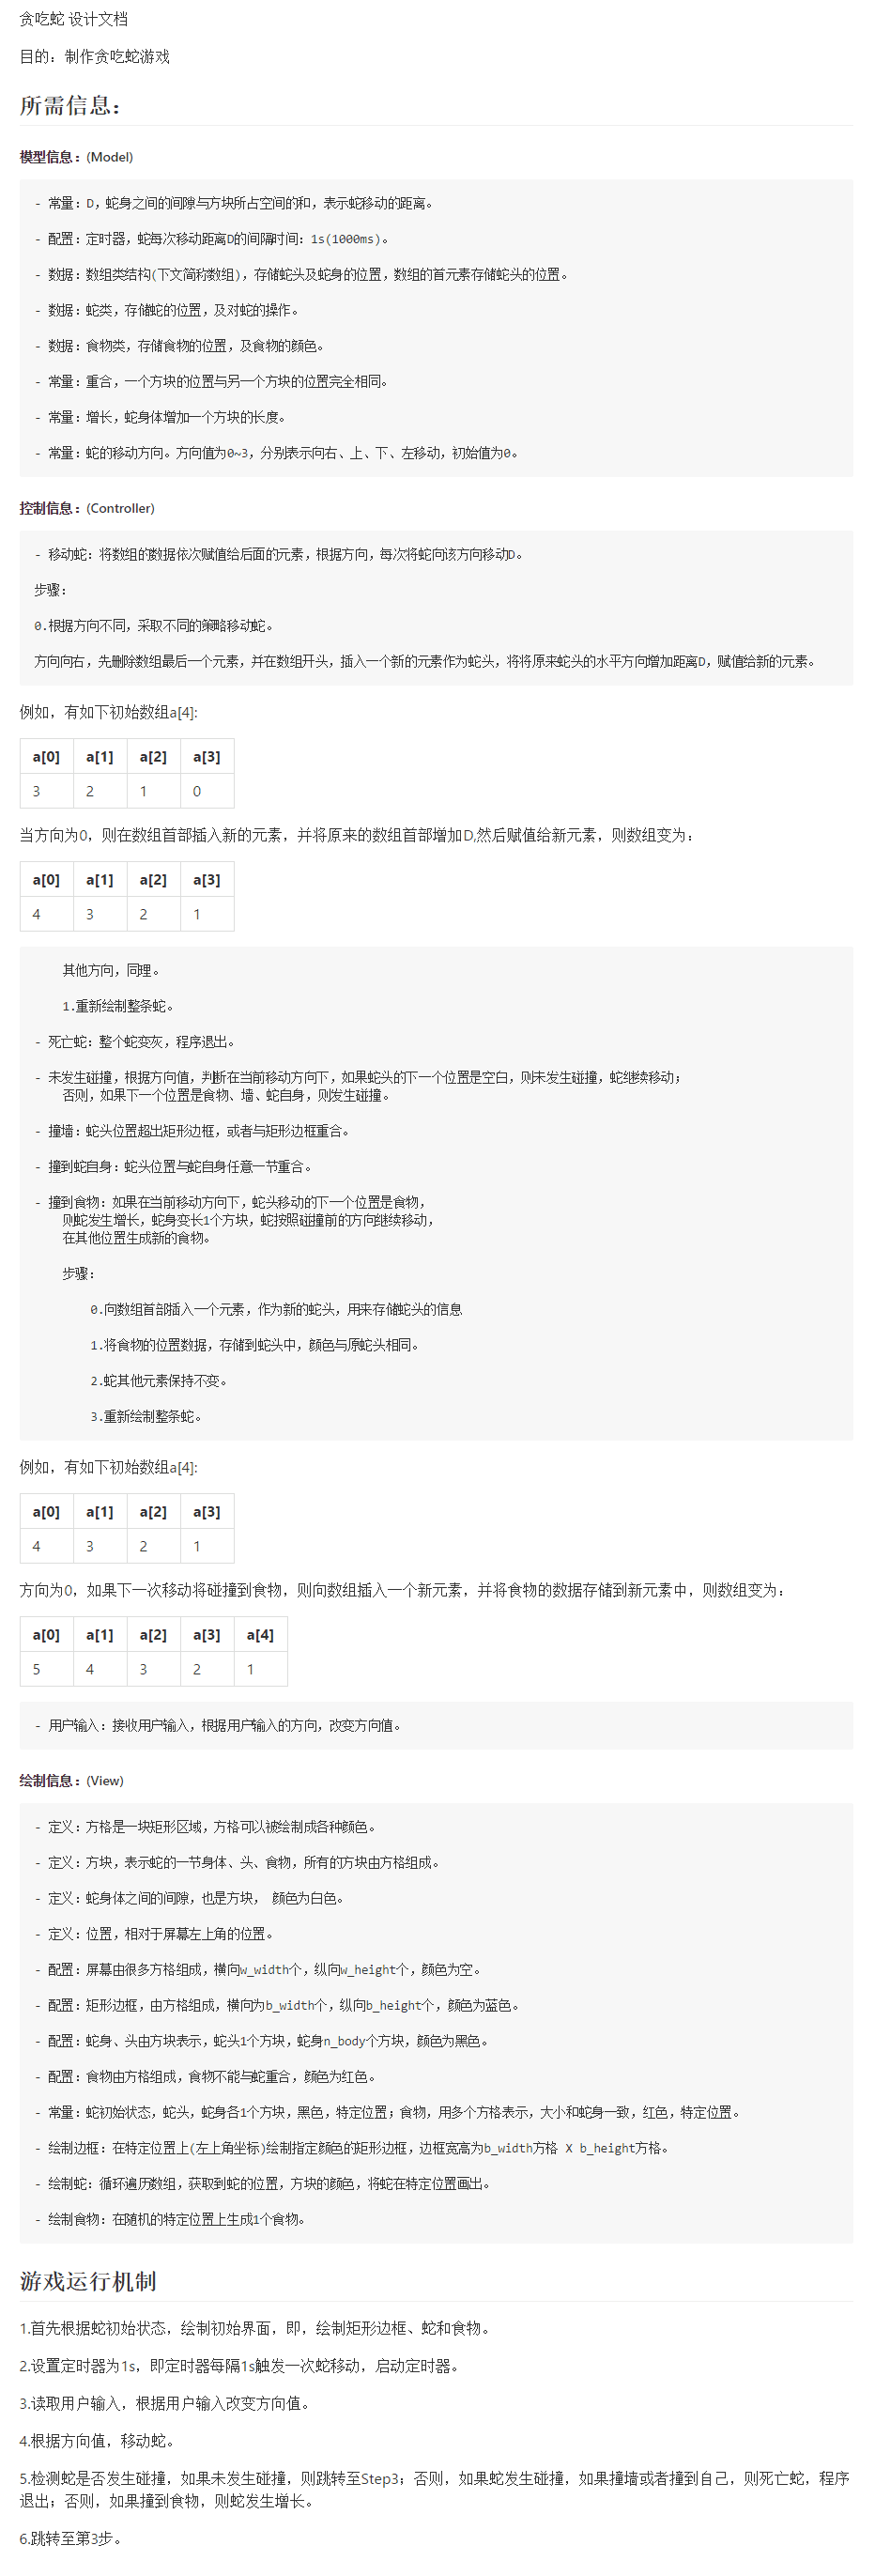 贪吃蛇 设计文档
目的：制作贪吃蛇游戏
所需信息：
模型信息：(Model)
- 常量：D，蛇身之间的间隙与方块所占空间的和，表示蛇移动的距离。
- 配置：定时器，蛇每次移动距离D的间隔时间：1s(1000ms)。
- 数据：数组类结构(下文简称数组)，存储蛇头及蛇身的位置，数组的首元素存储蛇头的位置。
- 数据：蛇类，存储蛇的位置，及对蛇的操作。
- 数据：食物类，存储食物的位置，及食物的颜色。
- 常量：重合，一个方块的位置与另一个方块的位置完全相同。
- 常量：增长，蛇身体增加一个方块的长度。
- 常量：蛇的移动方向。方向值为0~3，分别表示向右、上、下、左移动，初始值为0。
控制信息：(Controller)
- 移动蛇：将数组的数据依次赋值给后面的元素，根据方向，每次将蛇向该方向移动D。
步骤：
0.根据方向不同，采取不同的策略移动蛇。
方向向右，先删除数组最后一个元素，并在数组开头，插入一个新的元素作为蛇头，将将原来蛇头的水平方向增加距离D，赋值给新的元素。
例如，有如下初始数组a[4]:
a[0] a[1] a[2] a[3]
3 2 1 0
当方向为0，则在数组首部插入新的元素，并将原来的数组首部增加D,然后赋值给新元素，则数组变为：
a[0] a[1] a[2] a[3]
4 3 2 1
其他方向，同理。
1.重新绘制整条蛇。
- 死亡蛇：整个蛇变灰，程序退出。
- 未发生碰撞，根据方向值，判断在当前移动方向下，如果蛇头的下一个位置是空白，则未发生碰撞，蛇继续移动；
否则，如果下一个位置是食物、墙、蛇自身，则发生碰撞。
- 撞墙：蛇头位置超出矩形边框，或者与矩形边框重合。
- 撞到蛇自身：蛇头位置与蛇自身任意一节重合。
- 撞到食物：如果在当前移动方向下，蛇头移动的下一个位置是食物，
则蛇发生增长，蛇身变长1个方块，蛇按照碰撞前的方向继续移动，
在其他位置生成新的食物。
步骤：
0.向数组首部插入一个元素，作为新的蛇头，用来存储蛇头的信息
1.将食物的位置数据，存储到蛇头中，颜色与原蛇头相同。
2.蛇其他元素保持不变。
3.重新绘制整条蛇。
例如，有如下初始数组a[4]:
a[0] a[1] a[2] a[3]
4 3 2 1
方向为0，如果下一次移动将碰撞到食物，则向数组插入一个新元素，并将食物的数据存储到新元素中，则数组变为：
a[0] a[1] a[2] a[3] a[4]
5 4 3 2 1
- 用户输入：接收用户输入，根据用户输入的方向，改变方向值。
绘制信息：(View)
- 定义：方格是一块矩形区域，方格可以被绘制成各种颜色。
- 定义：方块，表示蛇的一节身体、头、食物，所有的方块由方格组成。
- 定义：蛇身体之间的间隙，也是方块， 颜色为白色。
- 定义：位置，相对于屏幕左上角的位置。
- 配置：屏幕由很多方格组成，横向w_width个，纵向w_height个，颜色为空。
- 配置：矩形边框，由方格组成，横向为b_width个，纵向b_height个，颜色为蓝色。
- 配置：蛇身、头由方块表示，蛇头1个方块，蛇身n_body个方块，颜色为黑色。
- 配置：食物由方格组成，食物不能与蛇重合，颜色为红色。
- 常量：蛇初始状态，蛇头，蛇身各1个方块，黑色，特定位置；食物，用多个方格表示，大小和蛇身一致，红色，特定位置。
- 绘制边框：在特定位置上(左上角坐标)绘制指定颜色的矩形边框，边框宽高为b_width方格 X b_height方格。
- 绘制蛇：循环遍历数组，获取到蛇的位置，方块的颜色，将蛇在特定位置画出。
- 绘制食物：在随机的特定位置上生成1个食物。
游戏运行机制
1.首先根据蛇初始状态，绘制初始界面，即，绘制矩形边框、蛇和食物。
2.设置定时器为1s，即定时器每隔1s触发一次蛇移动，启动定时器。
3.读取用户输入，根据用户输入改变方向值。
4.根据方向值，移动蛇。
5.检测蛇是否发生碰撞，如果未发生碰撞，则跳转至Step3；否则，如果蛇发生碰撞，如果撞墙或者撞到自己，则死亡蛇，程序
退出；否则，如果撞到食物，则蛇发生增长。
6.跳转至第3步。